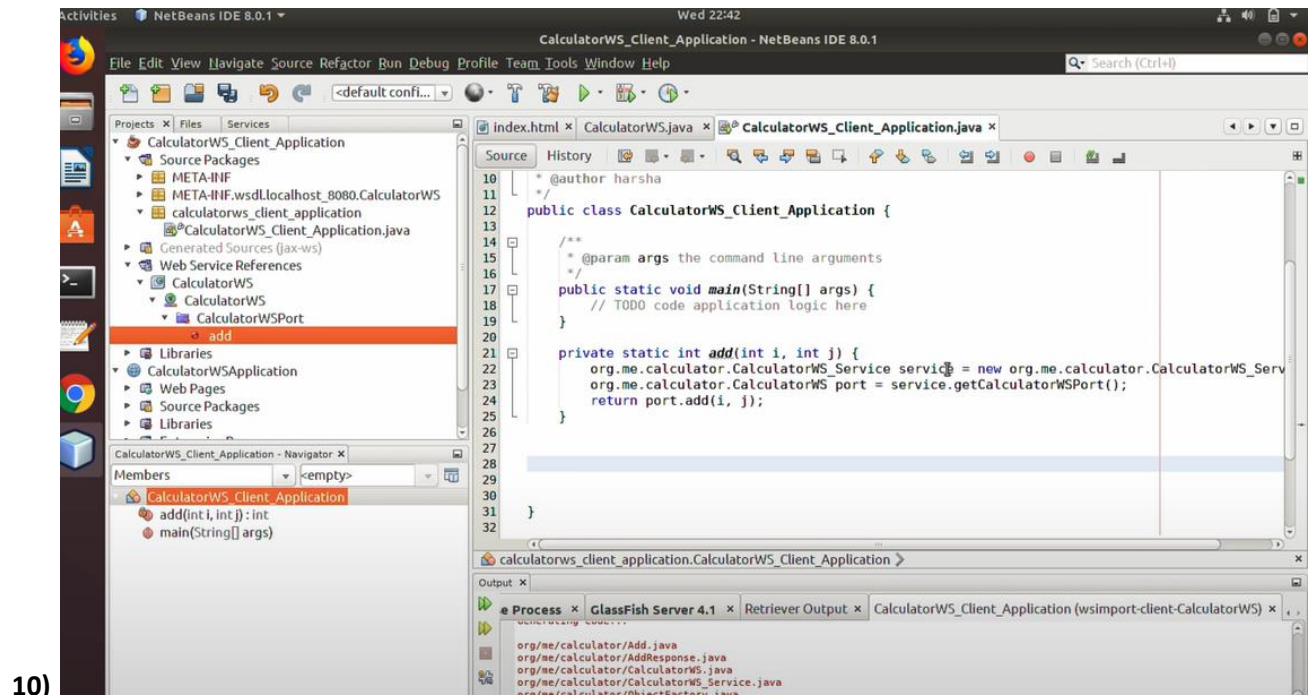 Activities NetBeans IDE 8.0.1 Wed 22:42
CalculatorWS_Client_Application - NetBeans IDE 8.0.1
File Edit View Navigate Source Refactor Run Debug Profile Team Tools Window Help Search (Ctrl+I)
<default confi...
Projects Files Services
CalculatorWS_Client_Application
Source Packages
META-INF
META-INF.wsdl.localhost_8080.CalculatorWS
calculatorws_client_application
CalculatorWS_Client_Application.java
Generated Sources (jax-ws)
Web Service References
CalculatorWS
CalculatorWS
CalculatorWSPort
add
Libraries
CalculatorWSApplication
Web Pages
Source Packages
Libraries
CalculatorWS_Client_Application - Navigator
Members <empty>
CalculatorWS_Client_Application
add(int i, int j) : int
main(String[] args)
index.html CalculatorWS.java CalculatorWS_Client_Application.java
Source History
10 * @author harsha
11 */
12 public class CalculatorWS_Client_Application {
13
14 /**
15 * @param args the command line arguments
16 */
17 public static void main(String[] args) {
18 // TODO code application logic here
19 }
20
21 private static int add(int i, int j) {
22 org.me.calculator.CalculatorWS_Service service = new org.me.calculator.CalculatorWS_Serv
23 org.me.calculator.CalculatorWS port = service.getCalculatorWSPort();
24 return port.add(i, j);
25 }
26
27
28
29
30
31 }
32
calculatorws_client_application.CalculatorWS_Client_Application
Output
e Process GlassFish Server 4.1 Retriever Output CalculatorWS_Client_Application (wsimport-client-CalculatorWS)
Generating code...
org/me/calculator/Add.java
org/me/calculator/AddResponse.java
org/me/calculator/CalculatorWS.java
org/me/calculator/CalculatorWS_Service.java
org/me/calculator/ObjectFactory.java
10)